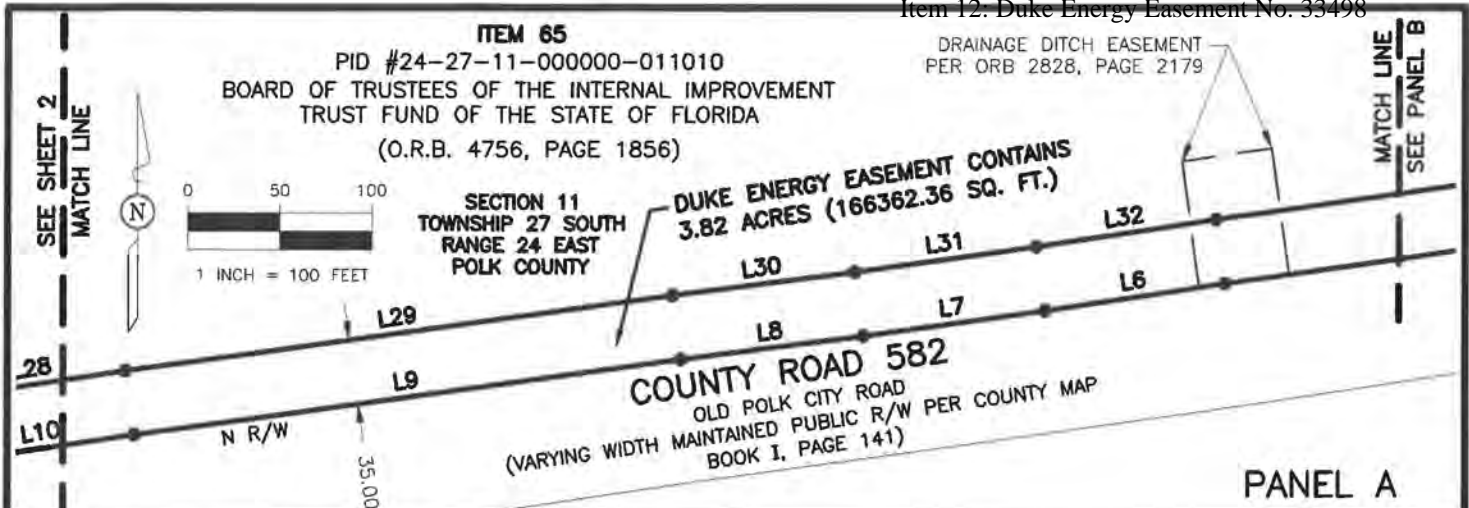 Item 12: Duke Energy Easement No. 33498
ITEM 65
PID #24-27-11-000000-011010
BOARD OF TRUSTEES OF THE INTERNAL IMPROVEMENT
TRUST FUND OF THE STATE OF FLORIDA
(O.R.B. 4756, PAGE 1856)
DRAINAGE DITCH EASEMENT
PER ORB 2828, PAGE 2179
SEE SHEET 2
MATCH LINE
MATCH LINE
SEE PANEL B
N
0 50 100
1 INCH = 100 FEET
SECTION 11
TOWNSHIP 27 SOUTH
RANGE 24 EAST
POLK COUNTY
DUKE ENERGY EASEMENT CONTAINS
3.82 ACRES (166362.36 SQ. FT.)
28
L29
L30
L31
L32
L10
L9
L8
L7
L6
N R/W
35.00
COUNTY ROAD 582
OLD POLK CITY ROAD
(VARYING WIDTH MAINTAINED PUBLIC R/W PER COUNTY MAP
BOOK I, PAGE 141)
PANEL A